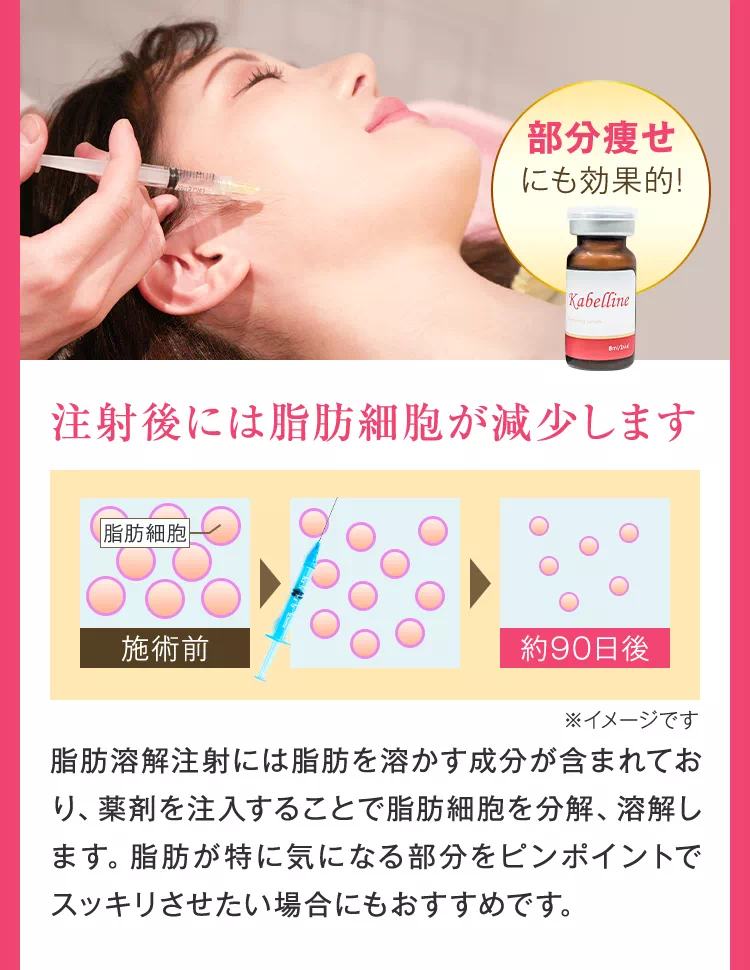 部分痩せ
にも効果的!
Kabelline
8ml/1vial
注射後には脂肪細胞が減少します
脂肪細胞
施術前
約90日後
※イメージです
脂肪溶解注射には脂肪を溶かす成分が含まれてお
り、薬剤を注入することで脂肪細胞を分解、溶解し
ます。脂肪が特に気になる部分をピンポイントで
スッキリさせたい場合にもおすすめです。